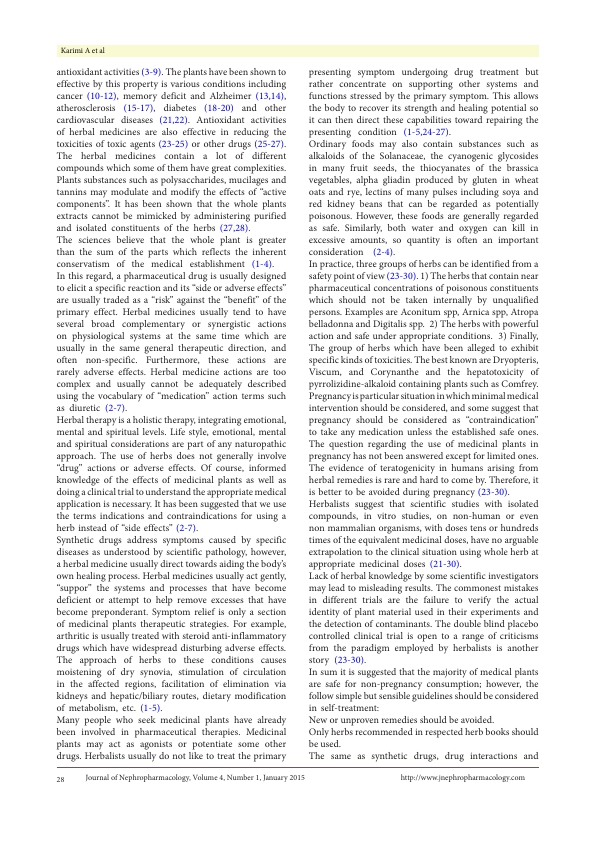 Karimi A et al
antioxidant activities (3-9). The plants have been shown to
effective by this property is various conditions including
cancer (10-12), memory deficit and Alzheimer (13,14),
atherosclerosis (15-17), diabetes (18-20) and other
cardiovascular diseases (21,22). Antioxidant activities
of herbal medicines are also effective in reducing the
toxicities of toxic agents (23-25) or other drugs (25-27).
The herbal medicines contain a lot of different
compounds which some of them have great complexities.
Plants substances such as polysaccharides, mucilages and
tannins may modulate and modify the effects of “active
components”. It has been shown that the whole plants
extracts cannot be mimicked by administering purified
and isolated constituents of the herbs (27,28).
The sciences believe that the whole plant is greater
than the sum of the parts which reflects the inherent
conservatism of the medical establishment (1-4).
In this regard, a pharmaceutical drug is usually designed
to elicit a specific reaction and its “side or adverse effects”
are usually traded as a “risk” against the “benefit” of the
primary effect. Herbal medicines usually tend to have
several broad complementary or synergistic actions
on physiological systems at the same time which are
usually in the same general therapeutic direction, and
often non-specific. Furthermore, these actions are
rarely adverse effects. Herbal medicine actions are too
complex and usually cannot be adequately described
using the vocabulary of “medication” action terms such
as diuretic (2-7).
Herbal therapy is a holistic therapy, integrating emotional,
mental and spiritual levels. Life style, emotional, mental
and spiritual considerations are part of any naturopathic
approach. The use of herbs does not generally involve
“drug” actions or adverse effects. Of course, informed
knowledge of the effects of medicinal plants as well as
doing a clinical trial to understand the appropriate medical
application is necessary. It has been suggested that we use
the terms indications and contraindications for using a
herb instead of “side effects” (2-7).
Synthetic drugs address symptoms caused by specific
diseases as understood by scientific pathology, however,
a herbal medicine usually direct towards aiding the body’s
own healing process. Herbal medicines usually act gently,
“suppor” the systems and processes that have become
deficient or attempt to help remove excesses that have
become preponderant. Symptom relief is only a section
of medicinal plants therapeutic strategies. For example,
arthritic is usually treated with steroid anti-inflammatory
drugs which have widespread disturbing adverse effects.
The approach of herbs to these conditions causes
moistening of dry synovia, stimulation of circulation
in the affected regions, facilitation of elimination via
kidneys and hepatic/biliary routes, dietary modification
of metabolism, etc. (1-5).
Many people who seek medicinal plants have already
been involved in pharmaceutical therapies. Medicinal
plants may act as agonists or potentiate some other
drugs. Herbalists usually do not like to treat the primary
presenting symptom undergoing drug treatment but
rather concentrate on supporting other systems and
functions stressed by the primary symptom. This allows
the body to recover its strength and healing potential so
it can then direct these capabilities toward repairing the
presenting condition (1-5,24-27).
Ordinary foods may also contain substances such as
alkaloids of the Solanaceae, the cyanogenic glycosides
in many fruit seeds, the thiocyanates of the brassica
vegetables, alpha gliadin produced by gluten in wheat
oats and rye, lectins of many pulses including soya and
red kidney beans that can be regarded as potentially
poisonous. However, these foods are generally regarded
as safe. Similarly, both water and oxygen can kill in
excessive amounts, so quantity is often an important
consideration (2-4).
In practice, three groups of herbs can be identified from a
safety point of view (23-30). 1) The herbs that contain near
pharmaceutical concentrations of poisonous constituents
which should not be taken internally by unqualified
persons. Examples are Aconitum spp, Arnica spp, Atropa
belladonna and Digitalis spp. 2) The herbs with powerful
action and safe under appropriate conditions. 3) Finally,
The group of herbs which have been alleged to exhibit
specific kinds of toxicities. The best known are Dryopteris,
Viscum, and Corynanthe and the hepatotoxicity of
pyrrolizidine-alkaloid containing plants such as Comfrey.
Pregnancy is particular situation in which minimal medical
intervention should be considered, and some suggest that
pregnancy should be considered as “contraindication”
to take any medication unless the established safe ones.
The question regarding the use of medicinal plants in
pregnancy has not been answered except for limited ones.
The evidence of teratogenicity in humans arising from
herbal remedies is rare and hard to come by. Therefore, it
is better to be avoided during pregnancy (23-30).
Herbalists suggest that scientific studies with isolated
compounds, in vitro studies, on non-human or even
non mammalian organisms, with doses tens or hundreds
times of the equivalent medicinal doses, have no arguable
extrapolation to the clinical situation using whole herb at
appropriate medicinal doses (21-30).
Lack of herbal knowledge by some scientific investigators
may lead to misleading results. The commonest mistakes
in different trials are the failure to verify the actual
identity of plant material used in their experiments and
the detection of contaminants. The double blind placebo
controlled clinical trial is open to a range of criticisms
from the paradigm employed by herbalists is another
story (23-30).
In sum it is suggested that the majority of medical plants
are safe for non-pregnancy consumption; however, the
follow simple but sensible guidelines should be considered
in self-treatment:
New or unproven remedies should be avoided.
Only herbs recommended in respected herb books should
be used.
The same as synthetic drugs, drug interactions and
28 Journal of Nephropharmacology, Volume 4, Number 1, January 2015 http://www.jnephropharmacology.com